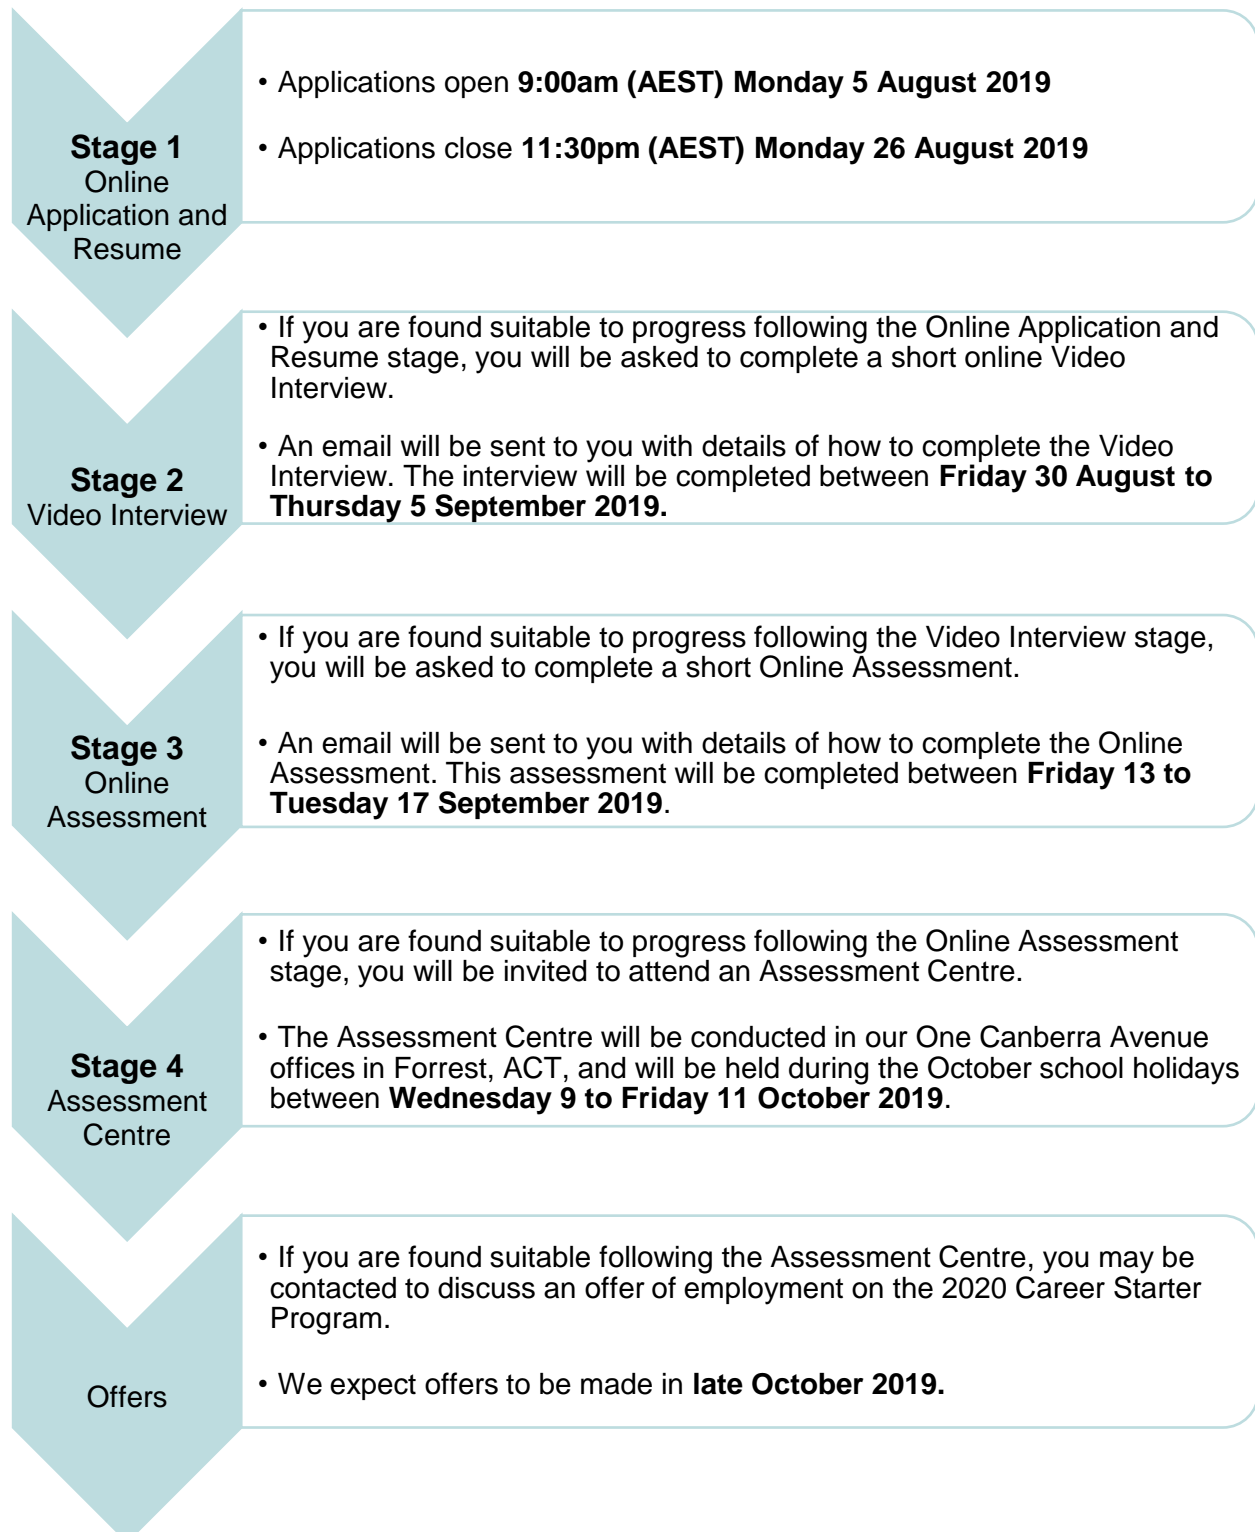 Stage 1
Online
Application and
Resume
• Applications open 9:00am (AEST) Monday 5 August 2019
• Applications close 11:30pm (AEST) Monday 26 August 2019
Stage 2
Video Interview
• If you are found suitable to progress following the Online Application and
Resume stage, you will be asked to complete a short online Video
Interview.
• An email will be sent to you with details of how to complete the Video
Interview. The interview will be completed between Friday 30 August to
Thursday 5 September 2019.
Stage 3
Online
Assessment
• If you are found suitable to progress following the Video Interview stage,
you will be asked to complete a short Online Assessment.
• An email will be sent to you with details of how to complete the Online
Assessment. This assessment will be completed between Friday 13 to
Tuesday 17 September 2019.
Stage 4
Assessment
Centre
• If you are found suitable to progress following the Online Assessment
stage, you will be invited to attend an Assessment Centre.
• The Assessment Centre will be conducted in our One Canberra Avenue
offices in Forrest, ACT, and will be held during the October school holidays
between Wednesday 9 to Friday 11 October 2019.
Offers
• If you are found suitable following the Assessment Centre, you may be
contacted to discuss an offer of employment on the 2020 Career Starter
Program.
• We expect offers to be made in late October 2019.